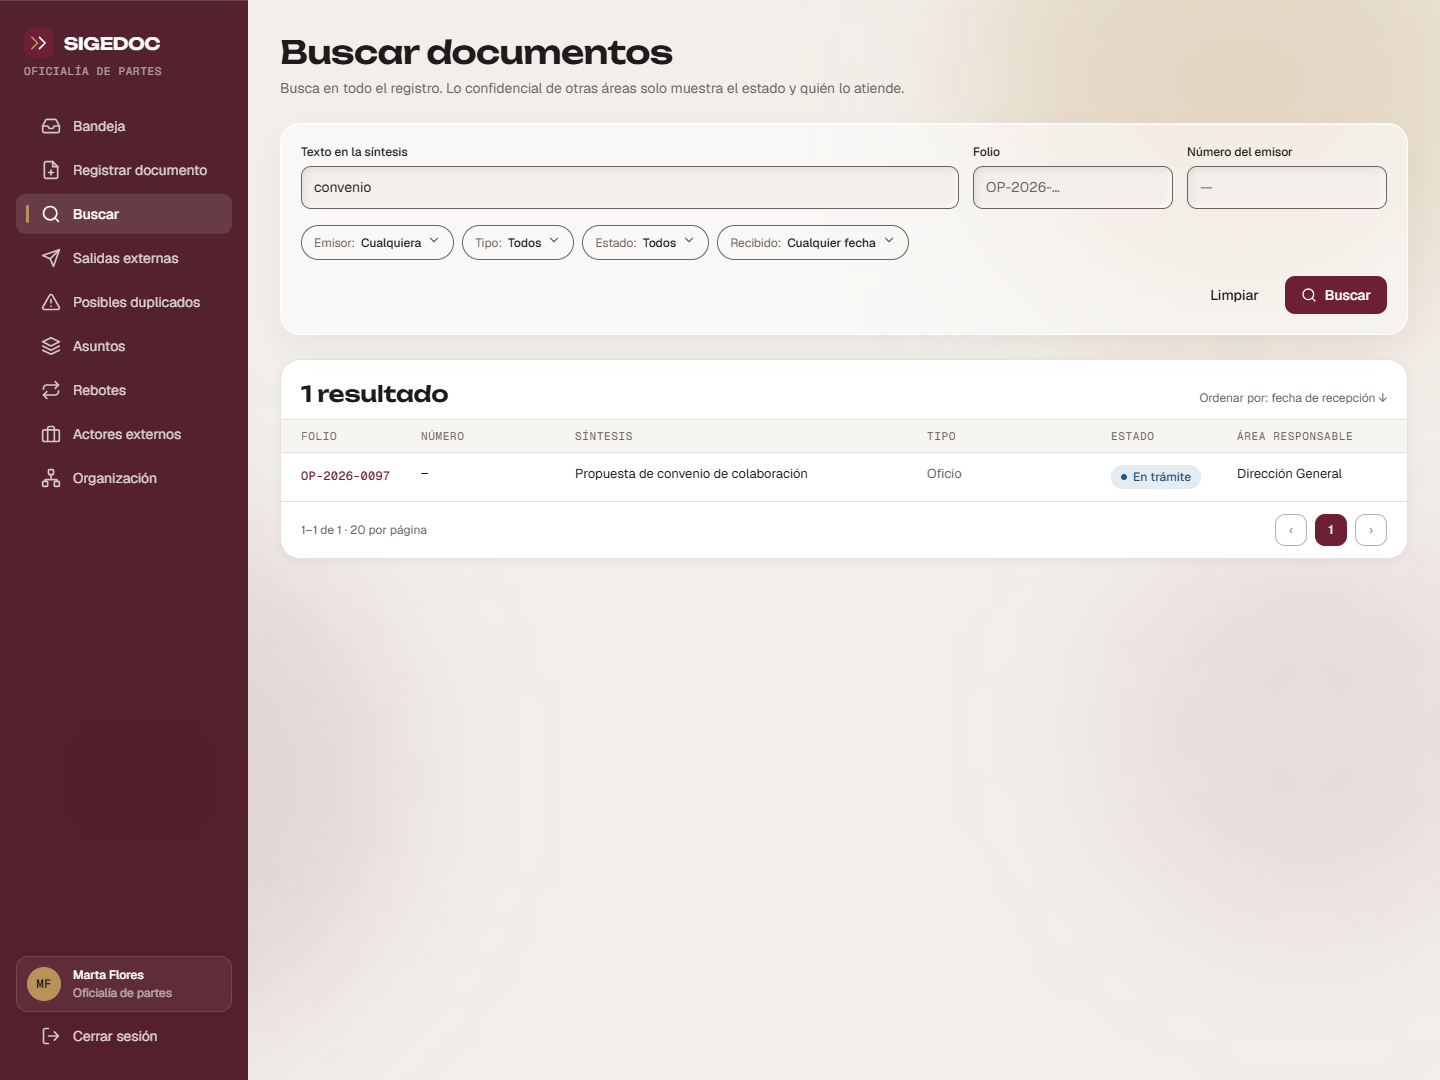 SIGEDOC
OFICIALÍA DE PARTES
Bandeja
Registrar documento
Buscar
Salidas externas
Posibles duplicados
Asuntos
Rebotes
Actores externos
Organización
MF
Marta Flores
Oficialía de partes
Cerrar sesión
Buscar documentos
Busca en todo el registro. Lo confidencial de otras áreas solo muestra el estado y quién lo atiende.
Texto en la síntesis Folio Número del emisor
convenio OP-2026-… —
Emisor: Cualquiera Tipo: Todos Estado: Todos Recibido: Cualquier fecha
Limpiar Buscar
1 resultado
Ordenar por: fecha de recepción ↓
FOLIO NÚMERO SÍNTESIS TIPO ESTADO ÁREA RESPONSABLE
OP-2026-0097 – Propuesta de convenio de colaboración Oficio En trámite Dirección General
1–1 de 1 · 20 por página ‹ 1 ›